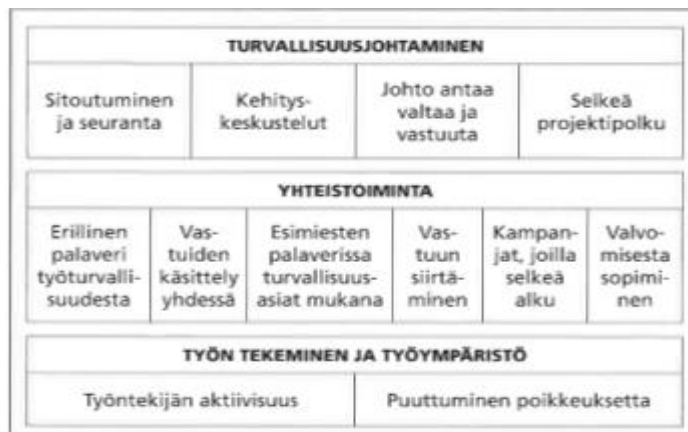 TURVALLISUUSJOHTAMINEN
Sitoutuminen
ja seuranta
Kehitys-
keskustelut
Johto antaa
valtaa ja
vastuuta
Selkeä
projektipolku
YHTEISTOIMINTA
Erillinen
palaveri
työturvalli-
suudesta
Vas-
tuiden
käsittely
yhdessä
Esimiesten
palaverissa
turvallisuus-
asiat mukana
Vas-
tuun
siirtä-
minen
Kampan-
jat, joilla
selkeä
alku
Valvo-
misesta
sopimi-
nen
TYÖN TEKEMINEN JA TYÖYMPÄRISTÖ
Työntekijän aktiivisuus
Puuttuminen poikkeuksetta